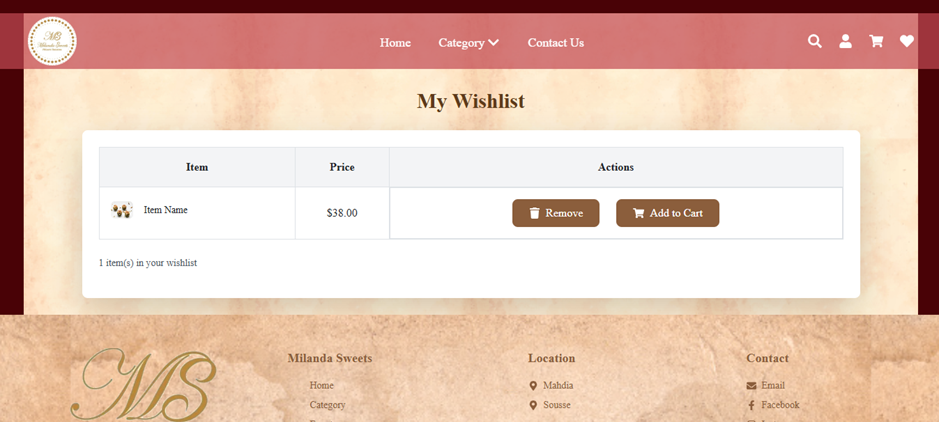 MS
Milanda Sweets
Home Category Contact Us
My Wishlist
Item Price Actions
Item Name $38.00 Remove Add to Cart
1 item(s) in your wishlist
MS
Milanda Sweets Location Contact
Home Mahdia Email
Category Sousse Facebook